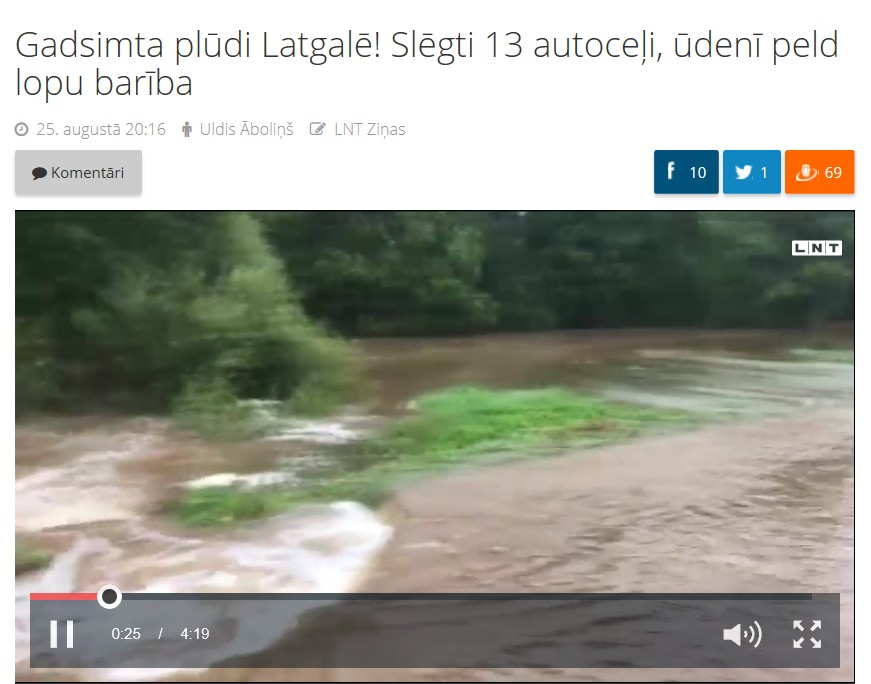 Gadsimta plūdi Latgalē! Slēgti 13 autoceļi, ūdenī peld
lopu barība
25. augustā 20:16 Uldis Āboliņš LNT Ziņas
Komentāri 10 1 69
LNT
0:25 / 4:19